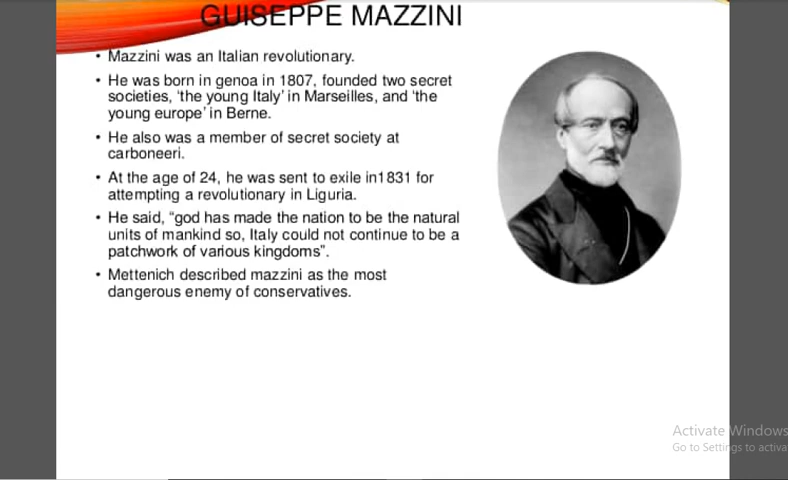 GUISEPPE MAZZINI
• Mazzini was an Italian revolutionary.
• He was born in genoa in 1807, founded two secret
societies, 'the young Italy' in Marseilles, and 'the
young europe' in Berne.
• He also was a member of secret society at
carboneeri.
• At the age of 24, he was sent to exile in1831 for
attempting a revolutionary in Liguria.
• He said, “god has made the nation to be the natural
units of mankind so, Italy could not continue to be a
patchwork of various kingdoms”.
• Mettenich described mazzini as the most
dangerous enemy of conservatives.
Activate Windows
Go to Settings to activa